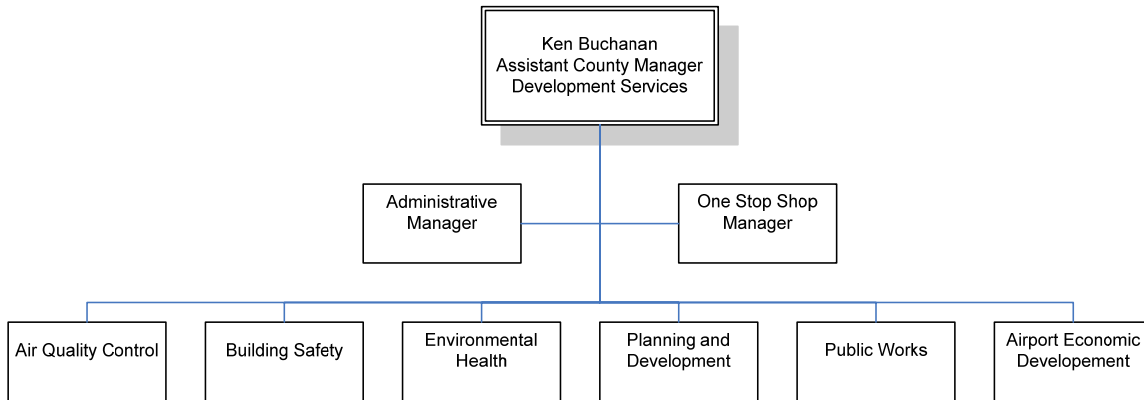 Ken Buchanan
Assistant County Manager
Development Services
Administrative
Manager
One Stop Shop
Manager
Air Quality Control
Building Safety
Environmental
Health
Planning and
Development
Public Works
Airport Economic
Developement